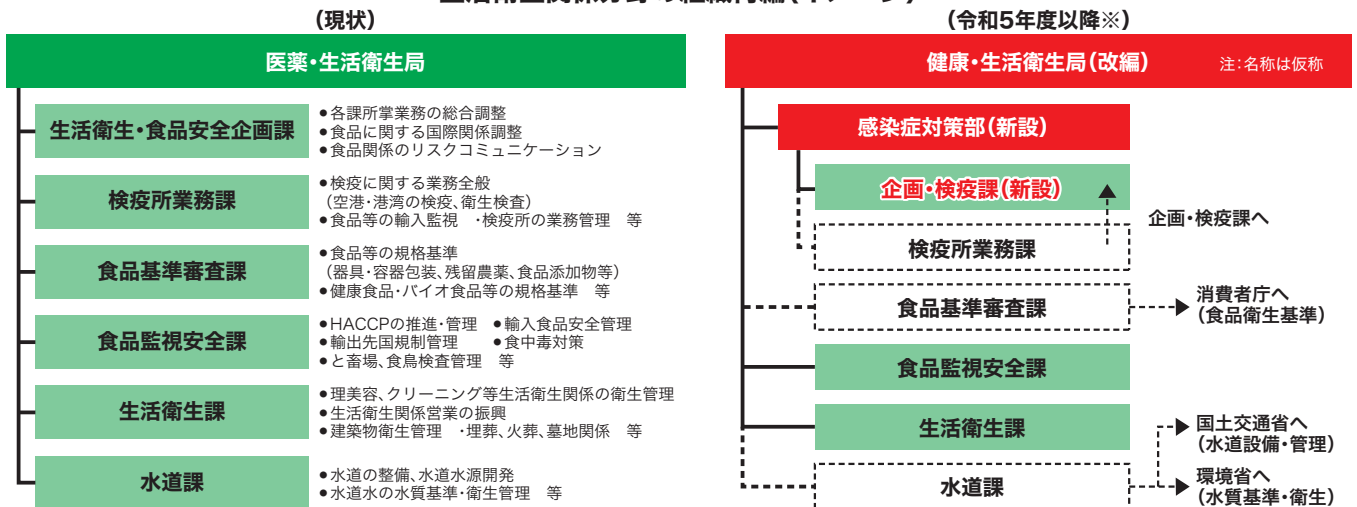 (現状)
医薬・生活衛生局
生活衛生・食品安全企画課
●各課所掌業務の総合調整
●食品に関する国際関係調整
●食品関係のリスクコミュニケーション
検疫所業務課
●検疫に関する業務全般
(空港・港湾の検疫、衛生検査)
●食品等の輸入監視 ・検疫所の業務管理 等
食品基準審査課
●食品等の規格基準
(器具・容器包装、残留農薬、食品添加物等)
●健康食品・バイオ食品等の規格基準 等
食品監視安全課
●HACCPの推進・管理 ●輸入食品安全管理
●輸出先国規制管理 ●食中毒対策
●と畜場、食鳥検査管理 等
生活衛生課
●理美容、クリーニング等生活衛生関係の衛生管理
●生活衛生関係営業の振興
●建築物衛生管理 ・埋葬、火葬、墓地関係 等
水道課
●水道の整備、水道水源開発
●水道水の水質基準・衛生管理 等
(令和5年度以降※)
健康・生活衛生局(改編) 注:名称は仮称
感染症対策部(新設)
企画・検疫課(新設)
企画・検疫課へ
検疫所業務課
食品基準審査課
消費者庁へ
(食品衛生基準)
食品監視安全課
生活衛生課
国土交通省へ
(水道設備・管理)
水道課
環境省へ
(水質基準・衛生)